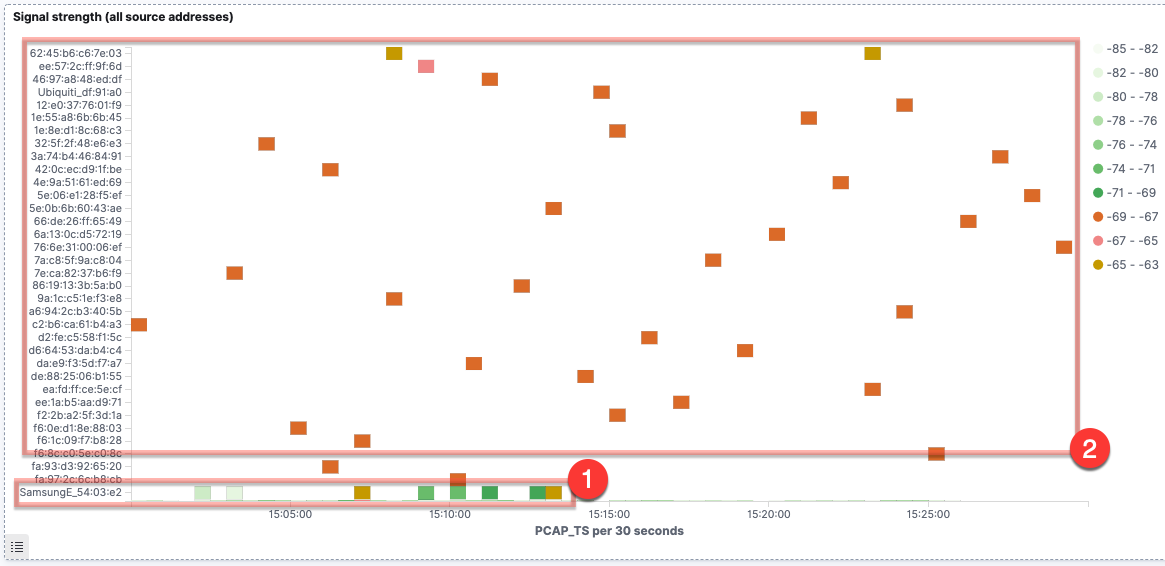 Signal strength (all source addresses)
62:45:b6:c6:7e:03
ee:57:2c:ff:9f:6d
46:97:a8:48:ed:df
Ubiquiti_df:91:a0
12:e0:37:76:01:f9
1e:55:a8:6b:6b:45
1e:8e:d1:8c:68:c3
32:5f:2f:48:e6:e3
3a:74:b4:46:84:91
42:0c:ec:d9:1f:be
4e:9a:51:61:ed:69
5e:06:e1:28:f5:ef
5e:0b:6b:60:43:ae
66:de:26:ff:65:49
6a:13:0c:d5:72:19
76:6e:31:00:06:ef
7a:c8:5f:9a:c8:04
7e:ca:82:37:b6:f9
86:19:13:3b:5a:b0
9a:1c:c5:1e:f3:e8
a6:94:2c:b3:40:5b
c2:b6:ca:61:b4:a3
d2:fe:c5:58:f1:5c
d6:64:53:da:b4:c4
da:e9:f3:5d:f7:a7
de:88:25:06:b1:55
ea:fd:ff:ce:5e:cf
ee:1a:b5:aa:d9:71
f2:2b:a2:5f:3d:1a
f6:0e:d1:8e:88:03
f6:1c:09:f7:b8:28
f6:8c:c0:5e:c0:8c
fa:93:d3:92:65:20
fa:97:2c:6c:b8:cb
SamsungE_54:03:e2
15:05:00 15:10:00 15:15:00 15:20:00 15:25:00
PCAP_TS per 30 seconds
1
2
-85 - -82
-82 - -80
-80 - -78
-78 - -76
-76 - -74
-74 - -71
-71 - -69
-69 - -67
-67 - -65
-65 - -63